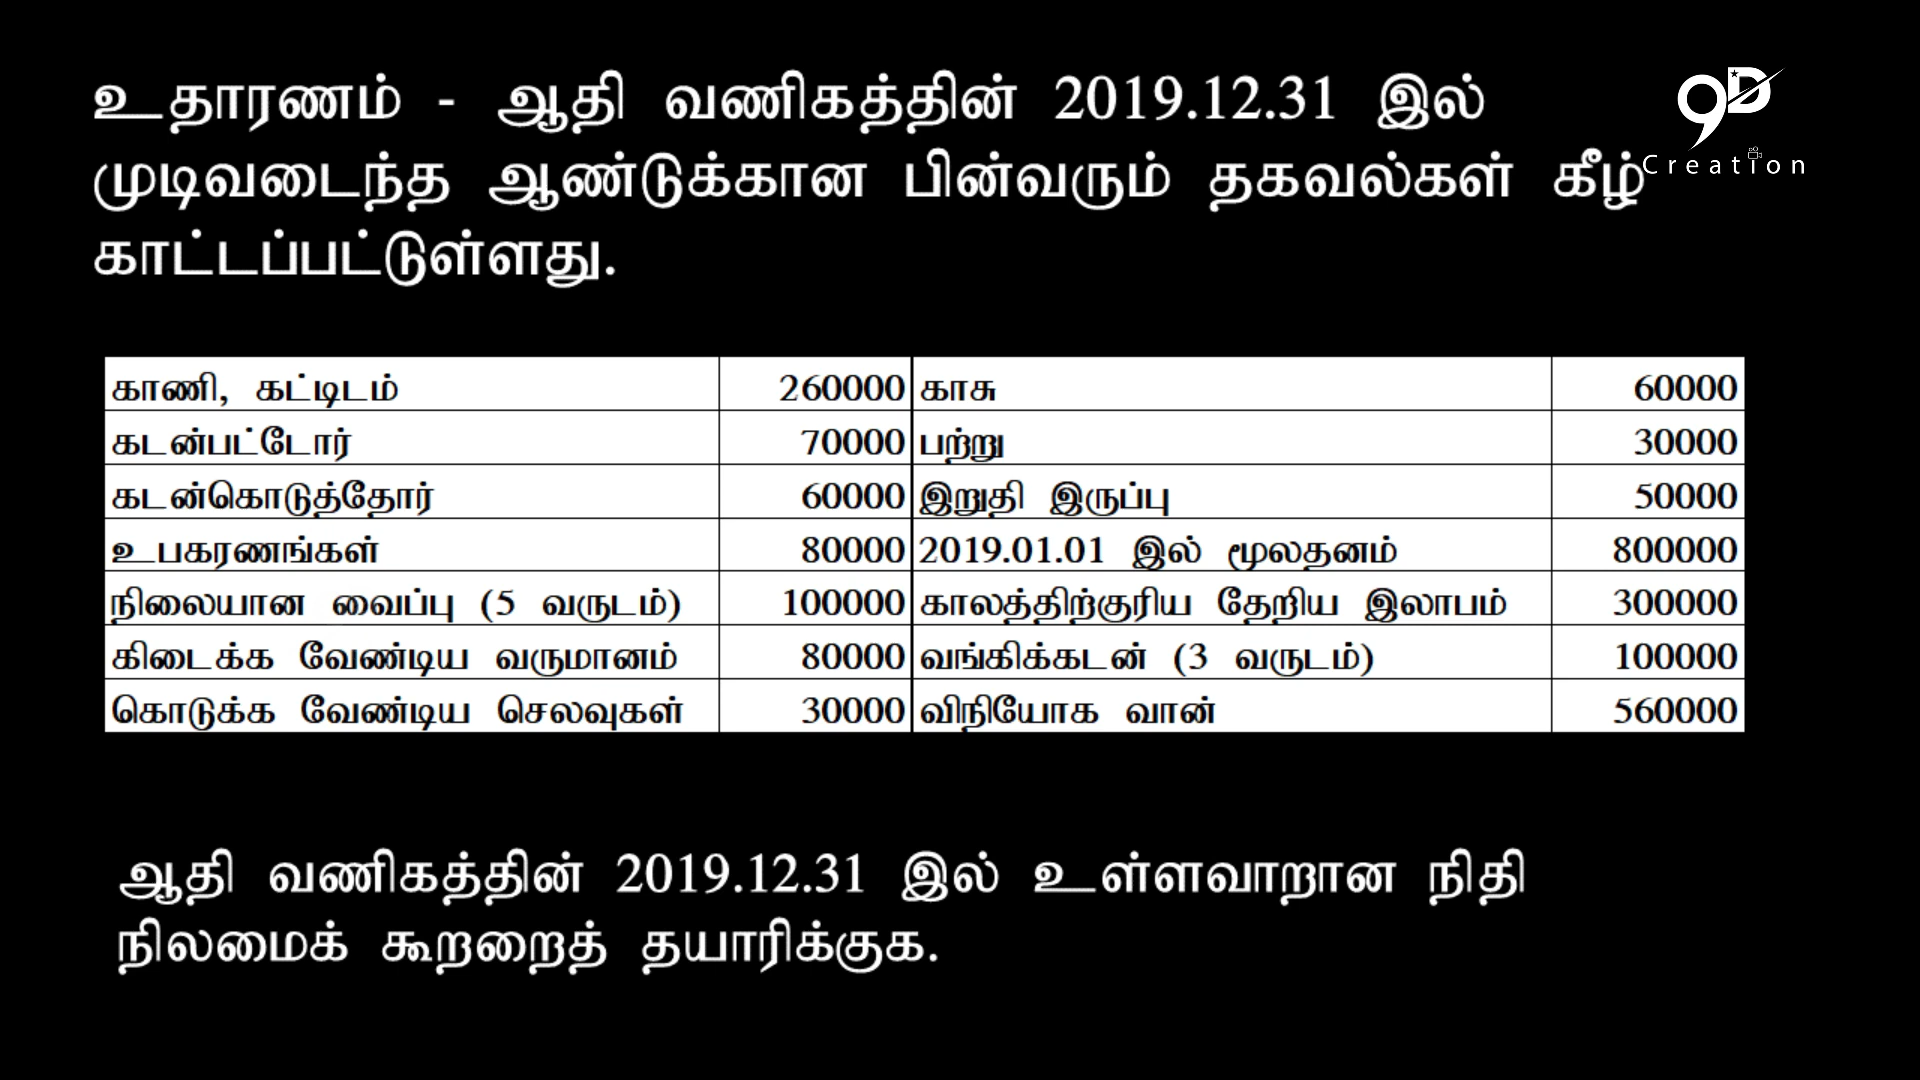 உதாரணம் - ஆதி வணிகத்தின் 2019.12.31 இல்
முடிவடைந்த ஆண்டுக்கான பின்வரும் தகவல்கள் கீழ்
காட்டப்பட்டுள்ளது.
9D
Creation
காணி, கட்டிடம் 260000 காசு 60000
கடன்பட்டோர் 70000 பற்று 30000
கடன்கொடுத்தோர் 60000 இறுதி இருப்பு 50000
உபகரணங்கள் 80000 2019.01.01 இல் மூலதனம் 800000
நிலையான வைப்பு (5 வருடம்) 100000 காலத்திற்குரிய தேறிய இலாபம் 300000
கிடைக்க வேண்டிய வருமானம் 80000 வங்கிக்கடன் (3 வருடம்) 100000
கொடுக்க வேண்டிய செலவுகள் 30000 விநியோக வான் 560000
ஆதி வணிகத்தின் 2019.12.31 இல் உள்ளவாறான நிதி
நிலமைக் கூறறைத் தயாரிக்குக.